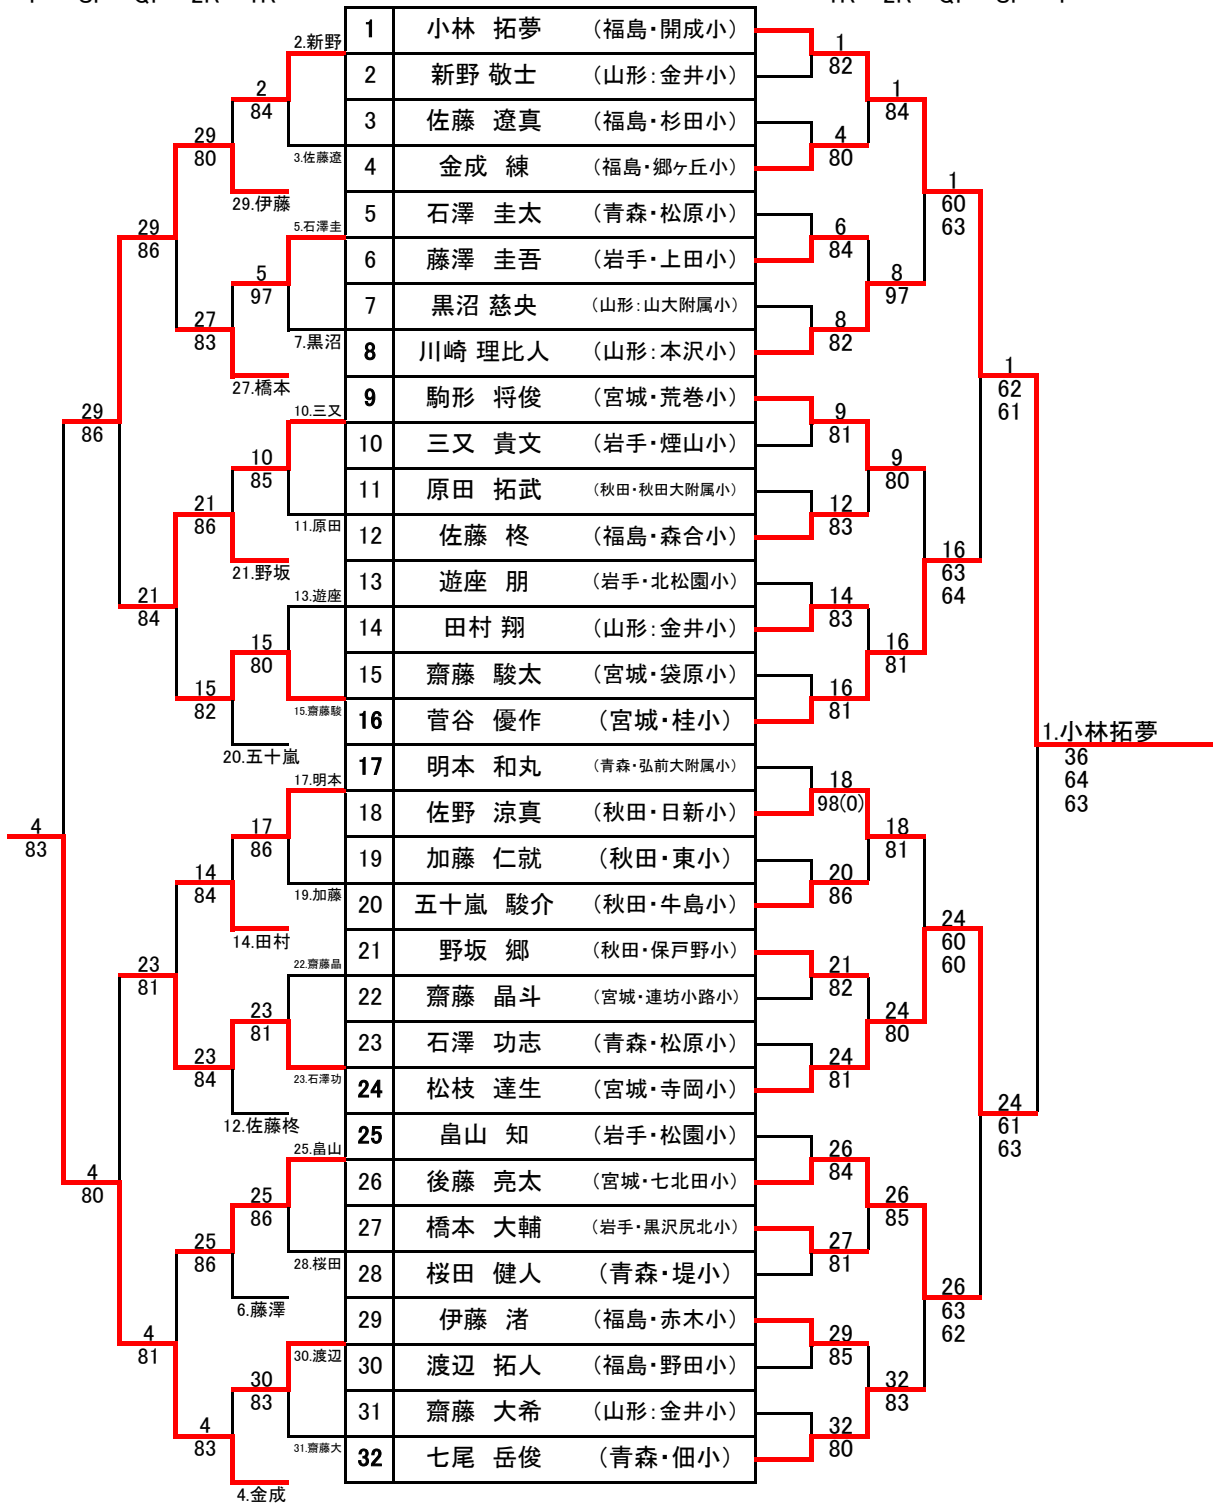 1 小林 拓夢 (福島・開成小)
2 新野 敬士 (山形:金井小)
3 佐藤 遼真 (福島・杉田小)
4 金成 練 (福島・郷ヶ丘小)
5 石澤 圭太 (青森・松原小)
6 藤澤 圭吾 (岩手・上田小)
7 黒沼 慈央 (山形:山大附属小)
8 川崎 理比人 (山形:本沢小)
9 駒形 将俊 (宮城・荒巻小)
10 三又 貴文 (岩手・煙山小)
11 原田 拓武 (秋田・秋田大附属小)
12 佐藤 柊 (福島・森合小)
13 遊座 朋 (岩手・北松園小)
14 田村 翔 (山形:金井小)
15 齋藤 駿太 (宮城・袋原小)
16 菅谷 優作 (宮城・桂小)
17 明本 和丸 (青森・弘前大附属小)
18 佐野 涼真 (秋田・日新小)
19 加藤 仁就 (秋田・東小)
20 五十嵐 駿介 (秋田・牛島小)
21 野坂 郷 (秋田・保戸野小)
22 齋藤 晶斗 (宮城・連坊小路小)
23 石澤 功志 (青森・松原小)
24 松枝 達生 (宮城・寺岡小)
25 畠山 知 (岩手・松園小)
26 後藤 亮太 (宮城・七北田小)
27 橋本 大輔 (岩手・黒沢尻北小)
28 桜田 健人 (青森・堤小)
29 伊藤 渚 (福島・赤木小)
30 渡辺 拓人 (福島・野田小)
31 齋藤 大希 (山形:金井小)
32 七尾 岳俊 (青森・佃小)
2.新野
3.佐藤遼
5.石澤圭
7.黒沼
10.三又
11.原田
13.遊座
15.齋藤駿
17.明本
19.加藤
22.齋藤晶
23.石澤功
25.畠山
28.桜田
30.渡辺
31.齋藤大
2
84
5
97
10
85
15
80
17
86
23
81
25
86
30
83
29.伊藤
27.橋本
21.野坂
20.五十嵐
14.田村
12.佐藤柊
6.藤澤
4.金成
29
80
27
83
21
86
15
82
14
84
23
84
25
86
4
83
29
86
21
84
23
81
4
81
29
86
4
80
4
83
1
82
4
80
6
84
8
82
9
81
12
83
14
83
16
81
18
98(0)
20
86
21
82
24
81
26
84
27
81
29
85
32
80
1
84
8
97
9
80
16
81
18
81
24
80
26
85
32
83
1
60
63
16
63
64
24
60
60
26
63
62
1
62
61
24
61
63
1.小林拓夢
36
64
63